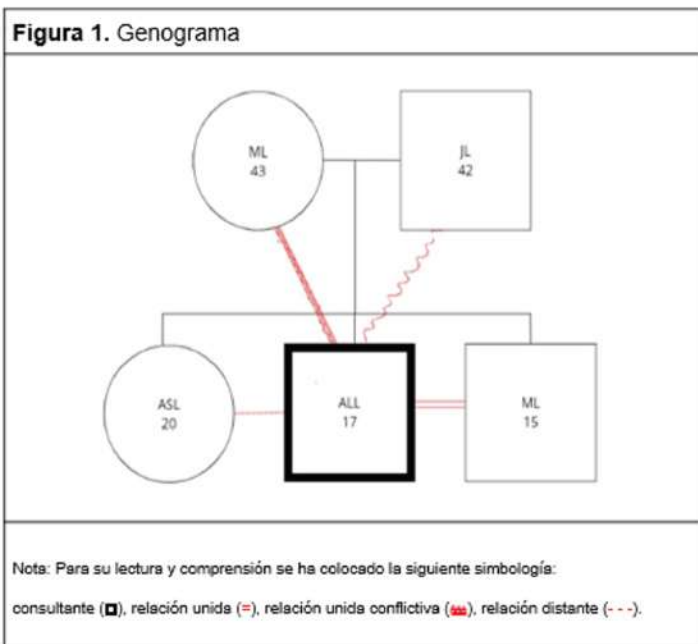 Figura 1. Genograma
ML
43
JL
42
ASL
20
ALL
17
ML
15
Nota: Para su lectura y comprensión se ha colocado la siguiente simbología:
consultante (), relación unida (=), relación unida conflictiva (), relación distante (- - -).